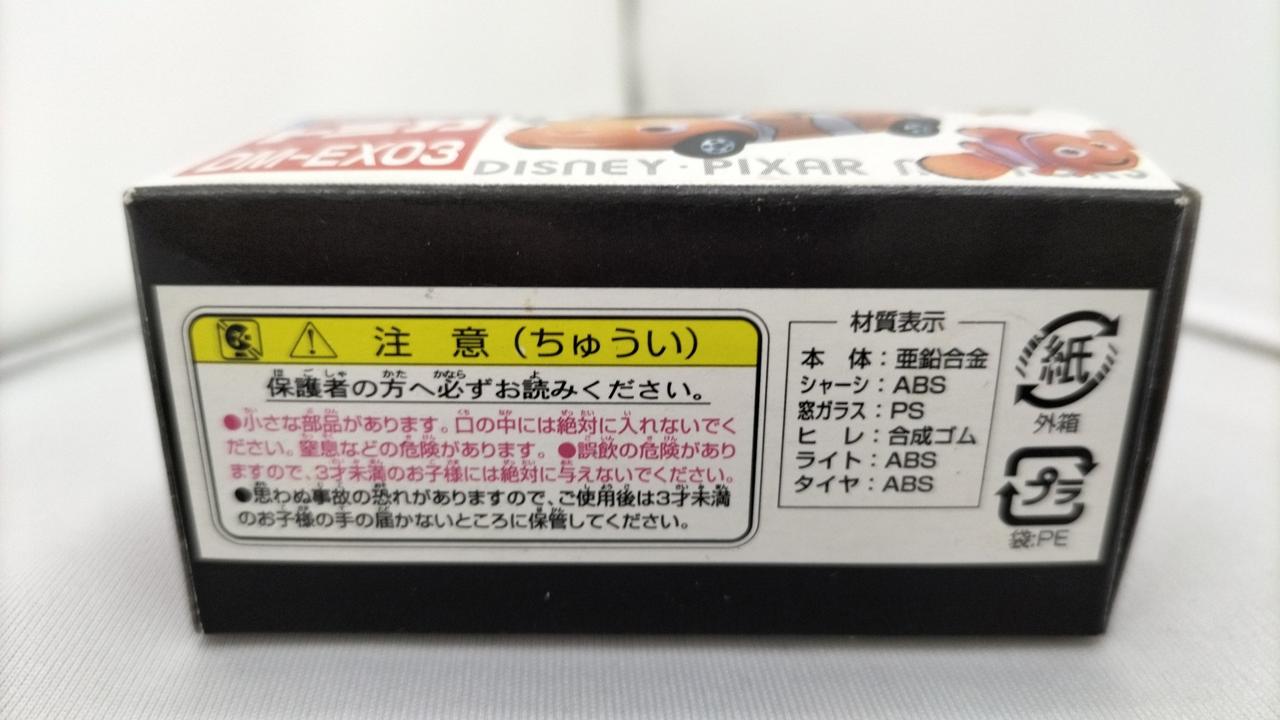 DM-EX03
DISNEY・PIXAR
注 意（ちゅうい）
保護者の方へ必ずお読みください。
●小さな部品があります。口の中には絶対に入れないでく
ださい。窒息などの危険があります。●誤飲の危険があり
ますので、3才未満のお子様には絶対に与えないでください。
●思わぬ事故の恐れがありますので、ご使用後は3才未満
のお子様の手の届かないところに保管してください。
材質表示
本 体：亜鉛合金
シャーシ：ABS
窓ガラス：PS
ヒ レ：合成ゴム
ライト：ABS
タイヤ：ABS
紙
外箱
プラ
袋:PE